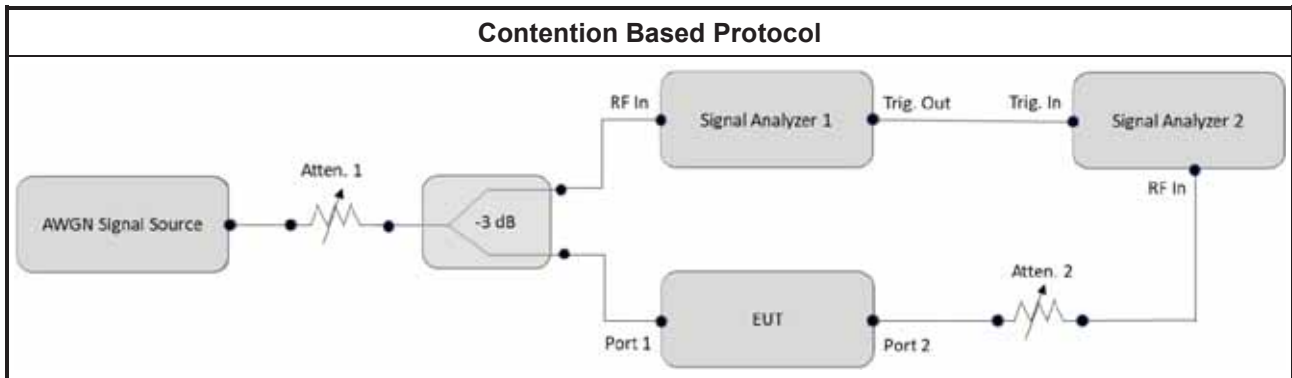 Contention Based Protocol
RF In
Signal Analyzer 1
Trig. Out
Trig. In
Signal Analyzer 2
Atten. 1
RF In
AWGN Signal Source
-3 dB
Atten. 2
EUT
Port 1
Port 2